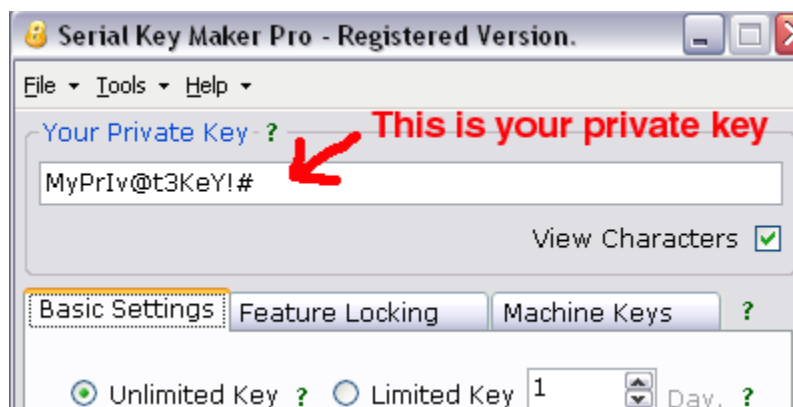 Serial Key Maker Pro - Registered Version.
File Tools Help
Your Private Key ? This is your private key
MyPrIv@t3KeY!#
View Characters
Basic Settings Feature Locking Machine Keys ?
Unlimited Key ? Limited Key 1 Day. ?